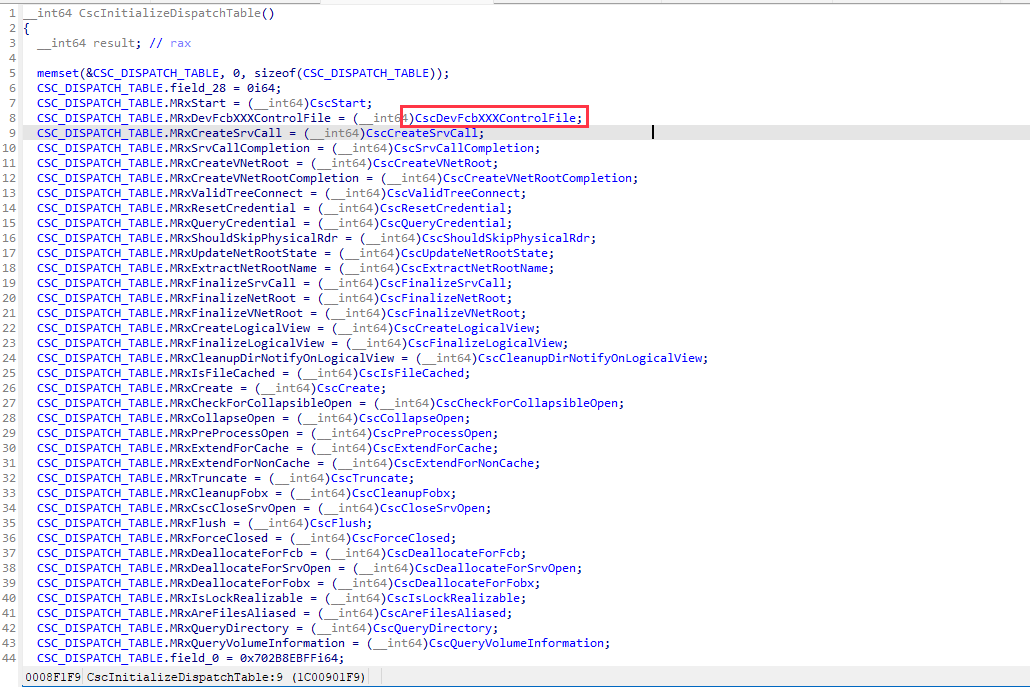 1 __int64 CscInitializeDispatchTable()
2 {
3 __int64 result; // rax
4
5 memset(&CSC_DISPATCH_TABLE, 0, sizeof(CSC_DISPATCH_TABLE));
6 CSC_DISPATCH_TABLE.field_28 = 0i64;
7 CSC_DISPATCH_TABLE.MRxStart = (__int64)CscStart;
8 CSC_DISPATCH_TABLE.MRxDevFcbXXXControlFile = (__int64)CscDevFcbXXXControlFile;
9 CSC_DISPATCH_TABLE.MRxCreateSrvCall = (__int64)CscCreateSrvCall;
10 CSC_DISPATCH_TABLE.MRxSrvCallCompletion = (__int64)CscSrvCallCompletion;
11 CSC_DISPATCH_TABLE.MRxCreateVNetRoot = (__int64)CscCreateVNetRoot;
12 CSC_DISPATCH_TABLE.MRxCreateVNetRootCompletion = (__int64)CscCreateVNetRootCompletion;
13 CSC_DISPATCH_TABLE.MRxValidTreeConnect = (__int64)CscValidTreeConnect;
14 CSC_DISPATCH_TABLE.MRxResetCredential = (__int64)CscResetCredential;
15 CSC_DISPATCH_TABLE.MRxQueryCredential = (__int64)CscQueryCredential;
16 CSC_DISPATCH_TABLE.MRxShouldSkipPhysicalRdr = (__int64)CscShouldSkipPhysicalRdr;
17 CSC_DISPATCH_TABLE.MRxUpdateNetRootState = (__int64)CscUpdateNetRootState;
18 CSC_DISPATCH_TABLE.MRxExtractNetRootName = (__int64)CscExtractNetRootName;
19 CSC_DISPATCH_TABLE.MRxFinalizeSrvCall = (__int64)CscFinalizeSrvCall;
20 CSC_DISPATCH_TABLE.MRxFinalizeNetRoot = (__int64)CscFinalizeNetRoot;
21 CSC_DISPATCH_TABLE.MRxFinalizeVNetRoot = (__int64)CscFinalizeVNetRoot;
22 CSC_DISPATCH_TABLE.MRxCreateLogicalView = (__int64)CscCreateLogicalView;
23 CSC_DISPATCH_TABLE.MRxFinalizeLogicalView = (__int64)CscFinalizeLogicalView;
24 CSC_DISPATCH_TABLE.MRxCleanupDirNotifyOnLogicalView = (__int64)CscCleanupDirNotifyOnLogicalView;
25 CSC_DISPATCH_TABLE.MRxIsFileCached = (__int64)CscIsFileCached;
26 CSC_DISPATCH_TABLE.MRxCreate = (__int64)CscCreate;
27 CSC_DISPATCH_TABLE.MRxCheckForCollapsibleOpen = (__int64)CscCheckForCollapsibleOpen;
28 CSC_DISPATCH_TABLE.MRxCollapseOpen = (__int64)CscCollapseOpen;
29 CSC_DISPATCH_TABLE.MRxPreProcessOpen = (__int64)CscPreProcessOpen;
30 CSC_DISPATCH_TABLE.MRxExtendForCache = (__int64)CscExtendForCache;
31 CSC_DISPATCH_TABLE.MRxExtendForNonCache = (__int64)CscExtendForNonCache;
32 CSC_DISPATCH_TABLE.MRxTruncate = (__int64)CscTruncate;
33 CSC_DISPATCH_TABLE.MRxCleanupFobx = (__int64)CscCleanupFobx;
34 CSC_DISPATCH_TABLE.MRxCscCloseSrvOpen = (__int64)CscCloseSrvOpen;
35 CSC_DISPATCH_TABLE.MRxFlush = (__int64)CscFlush;
36 CSC_DISPATCH_TABLE.MRxForceClosed = (__int64)CscForceClosed;
37 CSC_DISPATCH_TABLE.MRxDeallocateForFcb = (__int64)CscDeallocateForFcb;
38 CSC_DISPATCH_TABLE.MRxDeallocateForSrvOpen = (__int64)CscDeallocateForSrvOpen;
39 CSC_DISPATCH_TABLE.MRxDeallocateForFobx = (__int64)CscDeallocateForFobx;
40 CSC_DISPATCH_TABLE.MRxIsLockRealizable = (__int64)CscIsLockRealizable;
41 CSC_DISPATCH_TABLE.MRxAreFilesAliased = (__int64)CscAreFilesAliased;
42 CSC_DISPATCH_TABLE.MRxQueryDirectory = (__int64)CscQueryDirectory;
43 CSC_DISPATCH_TABLE.MRxQueryVolumeInformation = (__int64)CscQueryVolumeInformation;
44 CSC_DISPATCH_TABLE.field_0 = 0x702B8EBFFi64;
0008F1F9 CscInitializeDispatchTable:9 (1C00901F9)